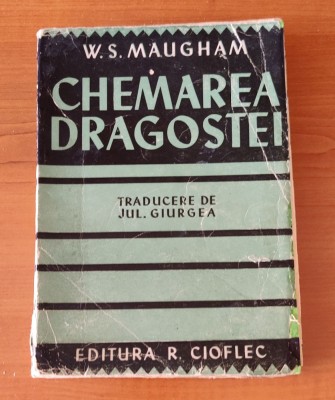 W. S. MAUGHAM
CHEMAREA
DRAGOSTEI
TRADUCERE DE
JUL. GIURGEA
EDITURA R. CIOFLEC